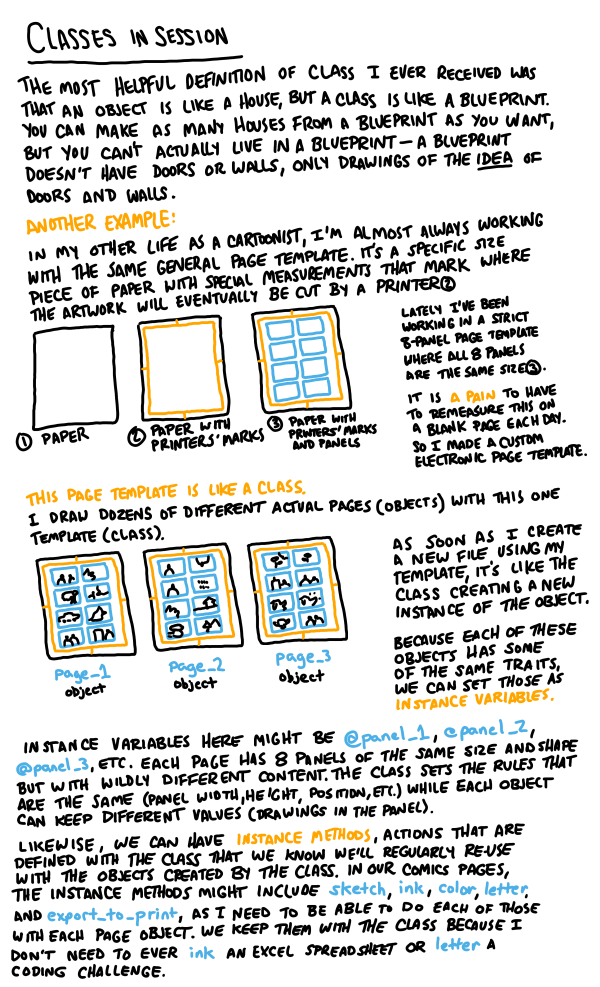 CLASSES IN SESSION
THE MOST HELPFUL DEFINITION OF CLASS I EVER RECEIVED WAS
THAT AN OBJECT IS LIKE A HOUSE, BUT A CLASS IS LIKE A BLUEPRINT.
YOU CAN MAKE AS MANY HOUSES FROM A BLUEPRINT AS YOU WANT,
BUT YOU CAN'T ACTUALLY LIVE IN A BLUEPRINT — A BLUEPRINT
DOESN'T HAVE DOORS OR WALLS, ONLY DRAWINGS OF THE IDEA OF
DOORS AND WALLS.
ANOTHER EXAMPLE:
IN MY OTHER LIFE AS A CARTOONIST, I'M ALMOST ALWAYS WORKING
WITH THE SAME GENERAL PAGE TEMPLATE. IT'S A SPECIFIC SIZE
PIECE OF PAPER WITH SPECIAL MEASUREMENTS THAT MARK WHERE
THE ARTWORK WILL EVENTUALLY BE CUT BY A PRINTER②
① PAPER
② PAPER WITH
PRINTERS' MARKS
③ PAPER WITH
PRINTERS' MARKS
AND PANELS
LATELY I'VE BEEN
WORKING IN A STRICT
8-PANEL PAGE TEMPLATE
WHERE ALL 8 PANELS
ARE THE SAME SIZE③.
IT IS A PAIN TO HAVE
TO REMEASURE THIS ON
A BLANK PAGE EACH DAY.
SO I MADE A CUSTOM
ELECTRONIC PAGE TEMPLATE.
THIS PAGE TEMPLATE IS LIKE A CLASS.
I DRAW DOZENS OF DIFFERENT ACTUAL PAGES (OBJECTS) WITH THIS ONE
TEMPLATE (CLASS).
page_1
object
page_2
object
page_3
object
AS SOON AS I CREATE
A NEW FILE USING MY
TEMPLATE, IT'S LIKE THE
CLASS CREATING A NEW
INSTANCE OF THE OBJECT.
BECAUSE EACH OF THESE
OBJECTS HAS SOME
OF THE SAME TRAITS,
WE CAN SET THOSE AS
INSTANCE VARIABLES.
INSTANCE VARIABLES HERE MIGHT BE @panel_1, @panel_2,
@panel_3, ETC. EACH PAGE HAS 8 PANELS OF THE SAME SIZE AND SHAPE
BUT WITH WILDLY DIFFERENT CONTENT. THE CLASS SETS THE RULES THAT
ARE THE SAME (PANEL WIDTH, HEIGHT, POSITION, ETC.) WHILE EACH OBJECT
CAN KEEP DIFFERENT VALUES (DRAWINGS IN THE PANEL).
LIKEWISE, WE CAN HAVE INSTANCE METHODS, ACTIONS THAT ARE
DEFINED WITH THE CLASS THAT WE KNOW WE'LL REGULARLY RE-USE
WITH THE OBJECTS CREATED BY THE CLASS. IN OUR COMICS PAGES,
THE INSTANCE METHODS MIGHT INCLUDE sketch, ink, color, letter,
AND export_to_print, AS I NEED TO BE ABLE TO DO EACH OF THOSE
WITH EACH PAGE OBJECT. WE KEEP THEM WITH THE CLASS BECAUSE I
DON'T NEED TO EVER ink AN EXCEL SPREADSHEET OR letter A
CODING CHALLENGE.